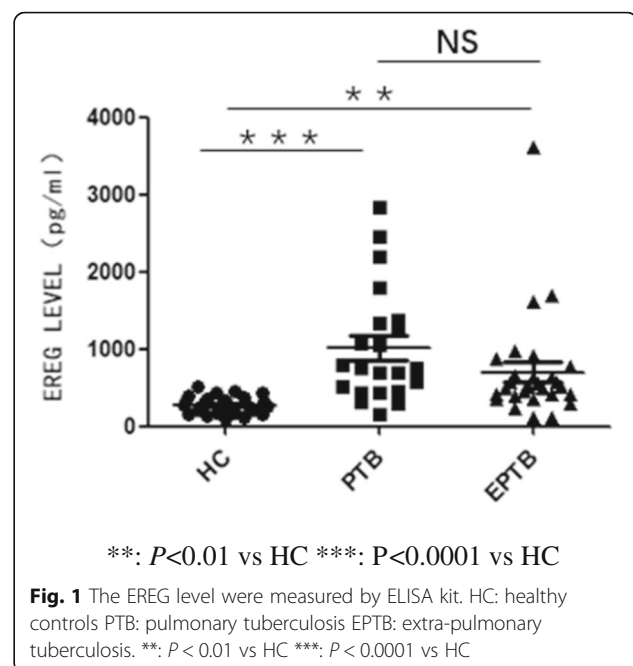 NS
* *
* * *
EREG LEVEL (pg/ml)
4000
3000
2000
1000
0
HC
PTB
EPTB
**: P<0.01 vs HC ***: P<0.0001 vs HC
Fig. 1 The EREG level were measured by ELISA kit. HC: healthy
controls PTB: pulmonary tuberculosis EPTB: extra-pulmonary
tuberculosis. **: P < 0.01 vs HC ***: P < 0.0001 vs HC